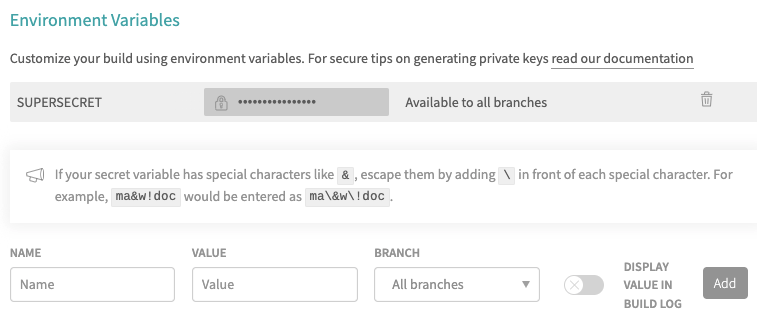 Environment Variables
Customize your build using environment variables. For secure tips on generating private keys read our documentation
SUPERSECRET •••••••••••••••• Available to all branches
If your secret variable has special characters like &, escape them by adding \ in front of each special character. For
example, ma&w!doc would be entered as ma\&w\!doc.
NAME VALUE BRANCH
Name Value All branches
DISPLAY
VALUE IN
BUILD LOG
Add